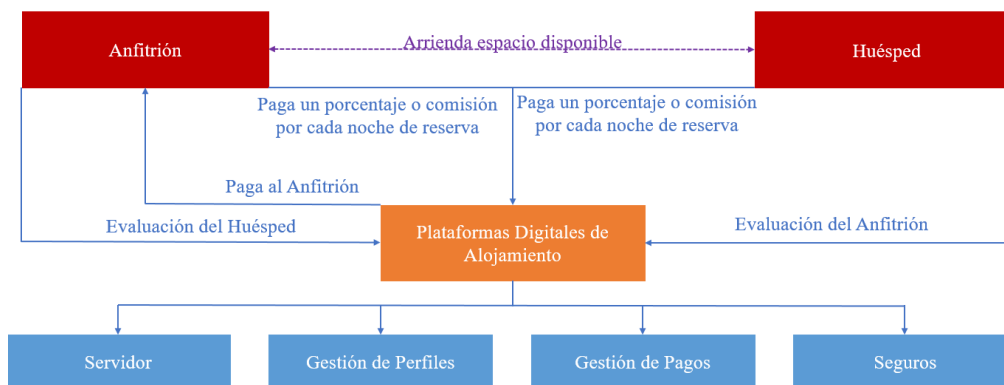 Anfitrión
Arrienda espacio disponible
Huésped
Paga un porcentaje o comisión
por cada noche de reserva
Paga un porcentaje o comisión
por cada noche de reserva
Paga al Anfitrión
Evaluación del Huésped
Plataformas Digitales de
Alojamiento
Evaluación del Anfitrión
Servidor
Gestión de Perfiles
Gestión de Pagos
Seguros